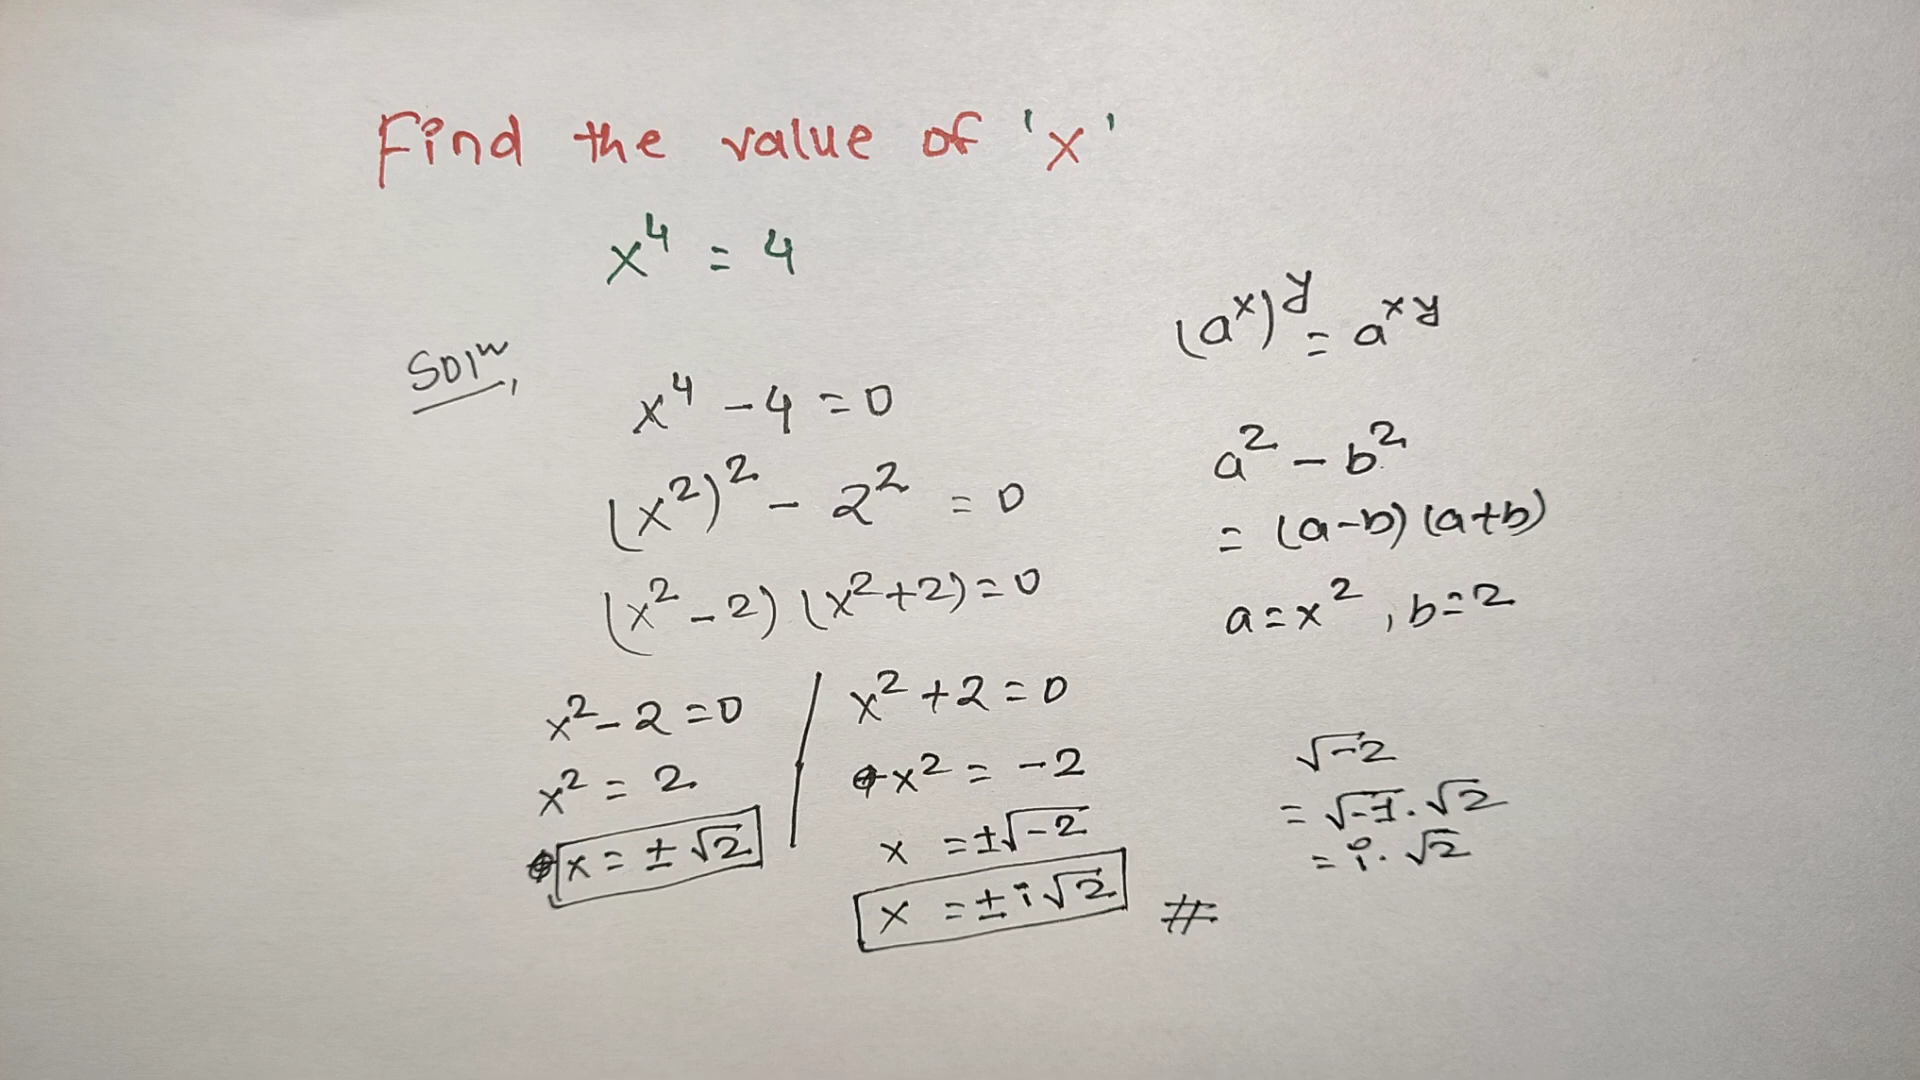 Find the value of 'x'
x⁴ = 4
Solⁿ,
x⁴ - 4 = 0
(x²)² - 2² = 0
(x² - 2) (x² + 2) = 0
x² - 2 = 0
x² = 2
x = ± √2
x² + 2 = 0
x² = -2
x = ±√-2
x = ± i √2 #
(aˣ)ʸ = aˣʸ
a² - b²
= (a-b) (a+b)
a = x², b = 2
√-2
= √-1 . √2
= i . √2